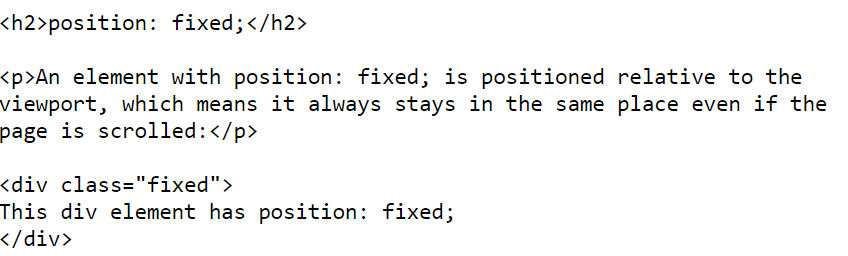 <h2>position: fixed;</h2>
<p>An element with position: fixed; is positioned relative to the
viewport, which means it always stays in the same place even if the
page is scrolled:</p>
<div class="fixed">
This div element has position: fixed;
</div>